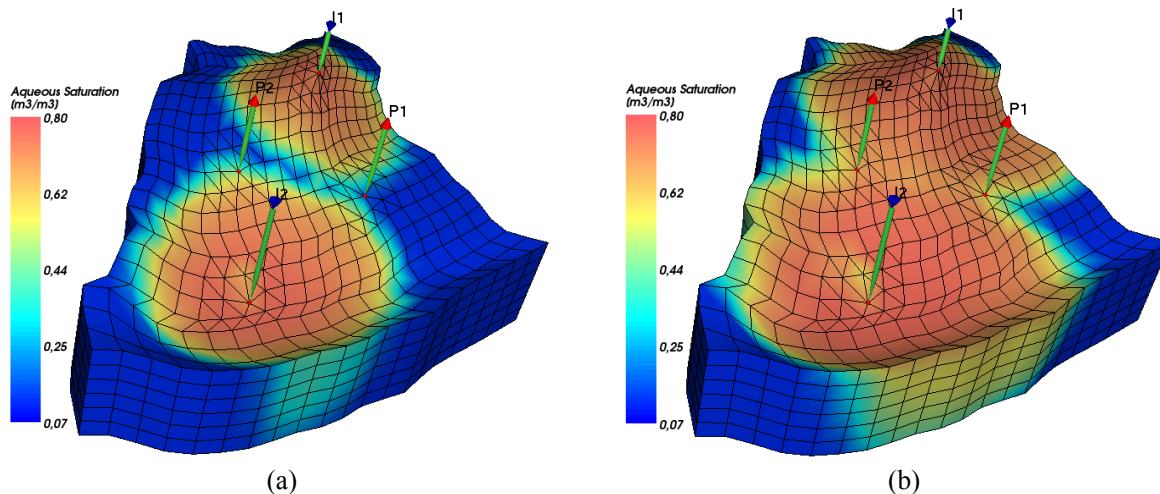 I1
P2
P1
I2
Aqueous Saturation
(m3/m3)
0,80
0,62
0,44
0,25
0,07
(a)
I1
P2
P1
I2
Aqueous Saturation
(m3/m3)
0,80
0,62
0,44
0,25
0,07
(b)